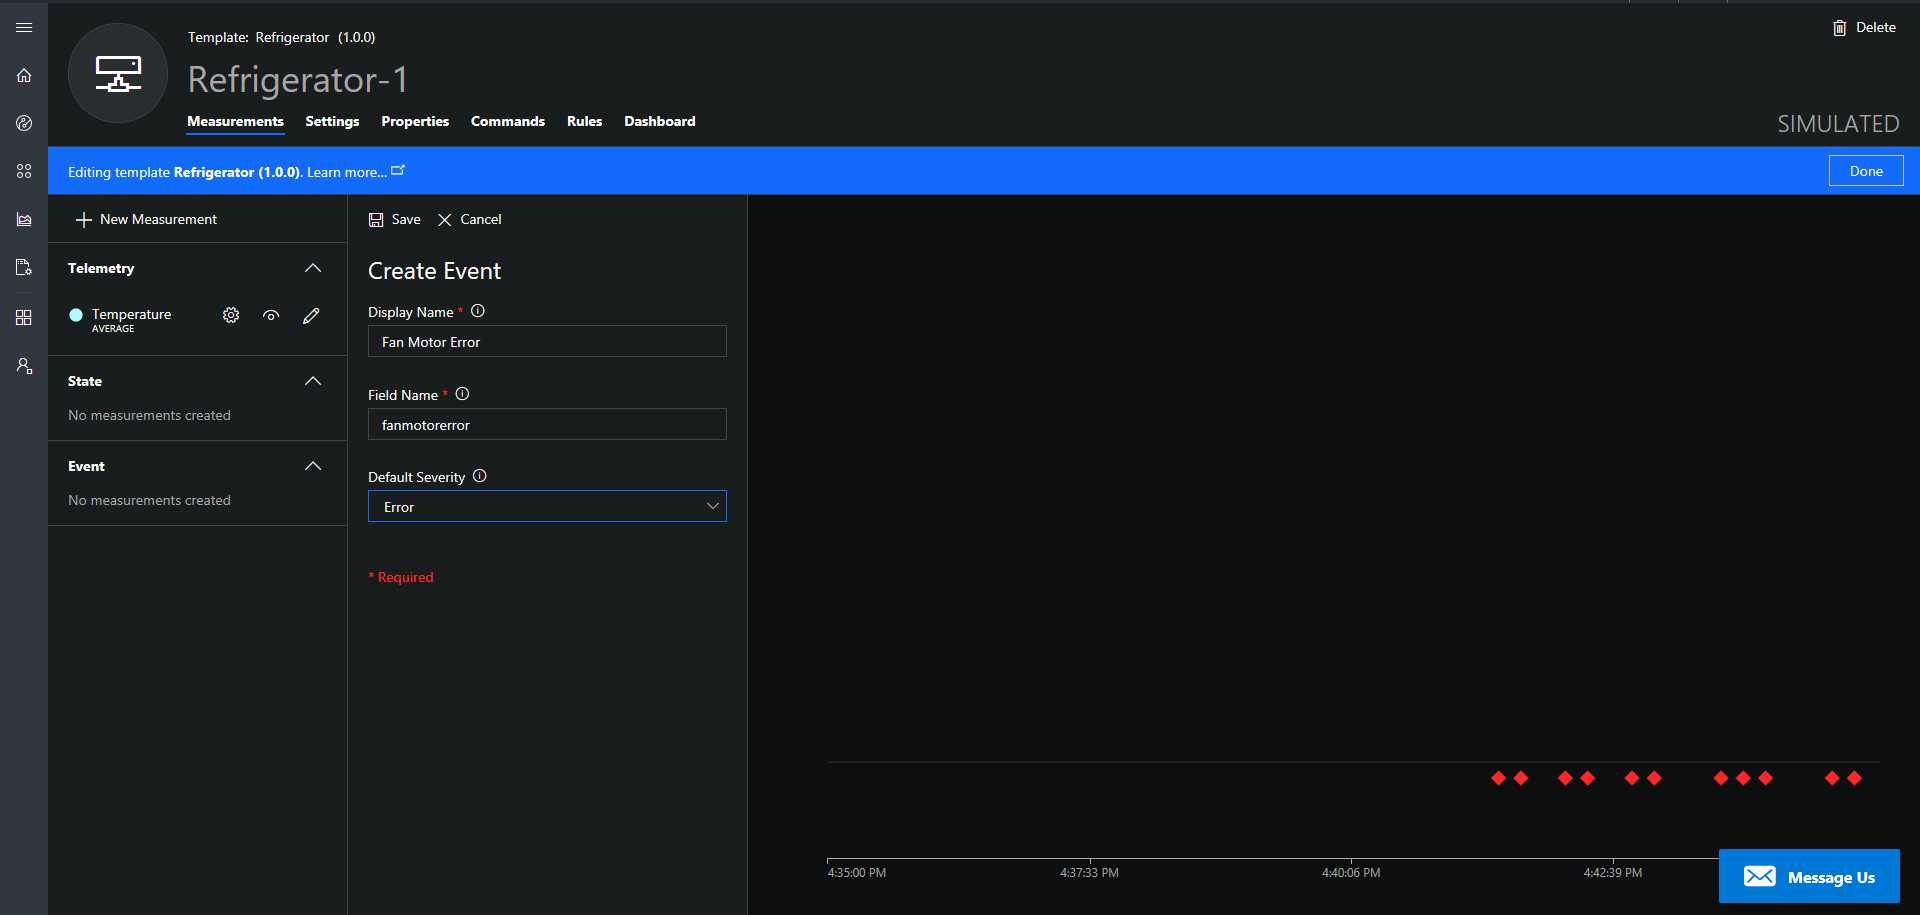 Template: Refrigerator (1.0.0)
Delete
Refrigerator-1
Measurements Settings Properties Commands Rules Dashboard
SIMULATED
Editing template Refrigerator (1.0.0). Learn more...
Done
New Measurement
Save Cancel
Telemetry
Create Event
Temperature
AVERAGE
Display Name *
Fan Motor Error
State
No measurements created
Field Name *
fanmotorerror
Event
No measurements created
Default Severity
Error
* Required
4:35:00 PM 4:37:33 PM 4:40:06 PM 4:42:39 PM
Message Us